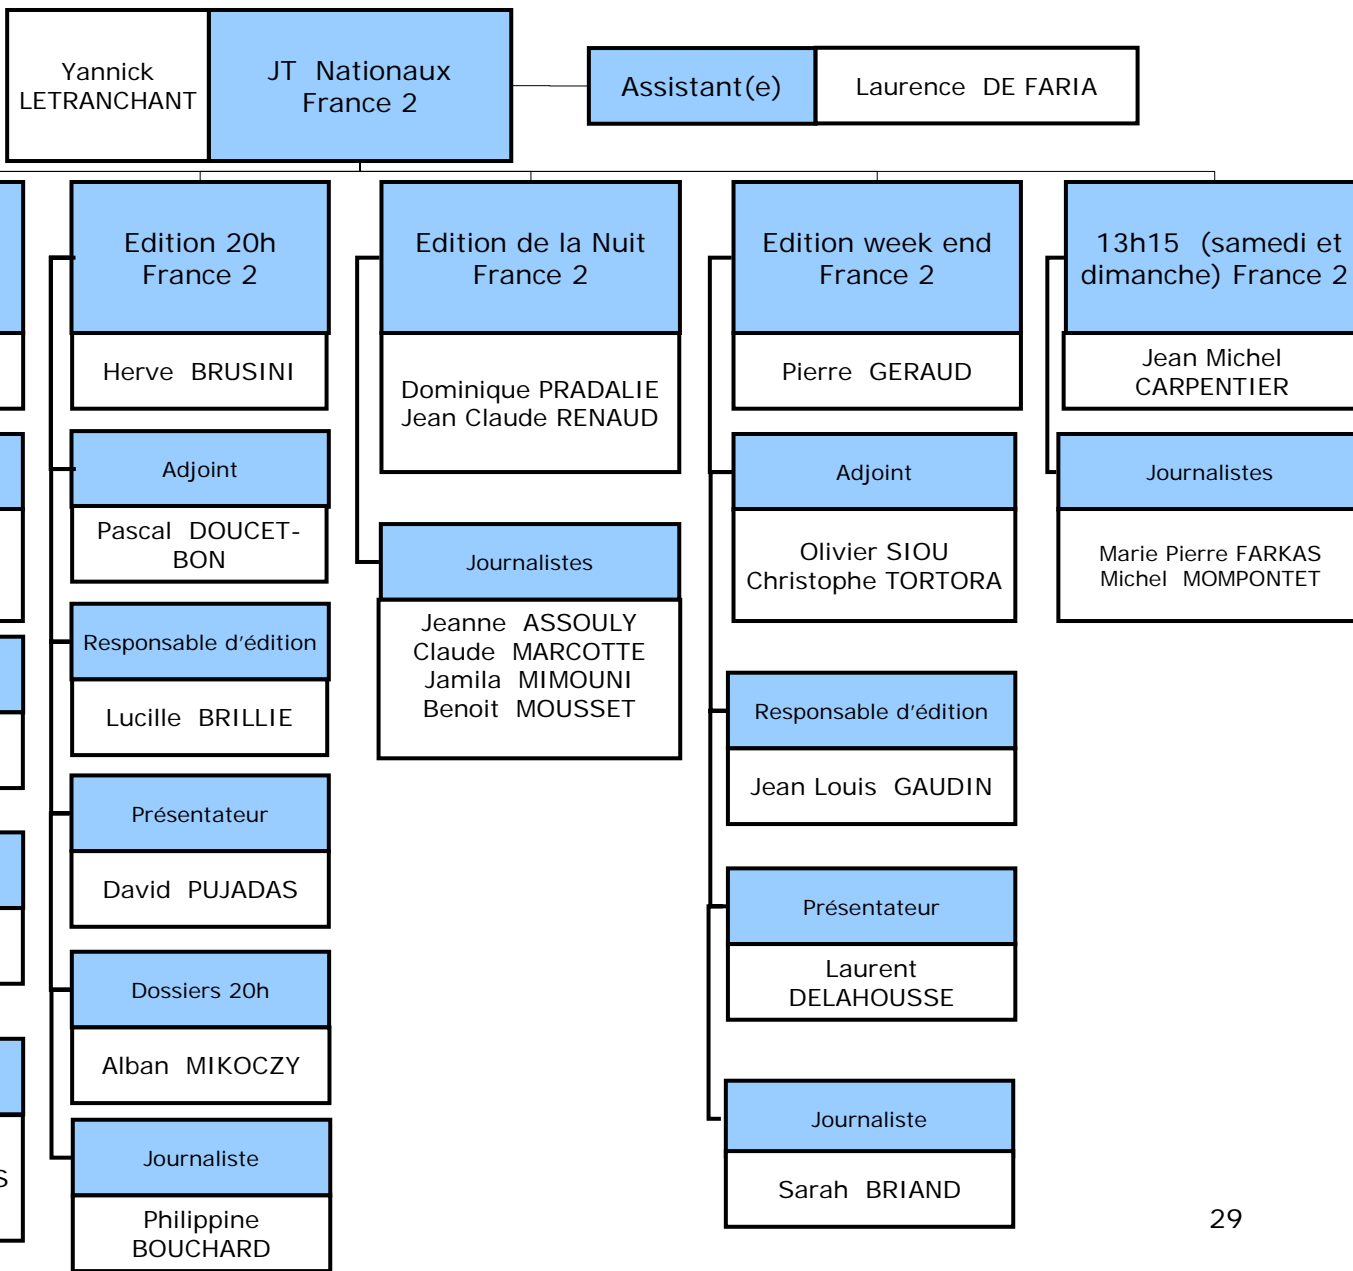 Yannick
LETRANCHANT
JT Nationaux
France 2
Assistant(e)
Laurence DE FARIA
Edition 20h
France 2
Herve BRUSINI
Adjoint
Pascal DOUCET-
BON
Responsable d'édition
Lucille BRILLIE
Présentateur
David PUJADAS
Dossiers 20h
Alban MIKOCZY
Journaliste
Philippine
BOUCHARD
Edition de la Nuit
France 2
Dominique PRADALIE
Jean Claude RENAUD
Journalistes
Jeanne ASSOULY
Claude MARCOTTE
Jamila MIMOUNI
Benoit MOUSSET
Edition week end
France 2
Pierre GERAUD
Adjoint
Olivier SIOU
Christophe TORTORA
Responsable d'édition
Jean Louis GAUDIN
Présentateur
Laurent
DELAHOUSSE
Journaliste
Sarah BRIAND
13h15 (samedi et
dimanche) France 2
Jean Michel
CARPENTIER
Journalistes
Marie Pierre FARKAS
Michel MOMPONTET
29